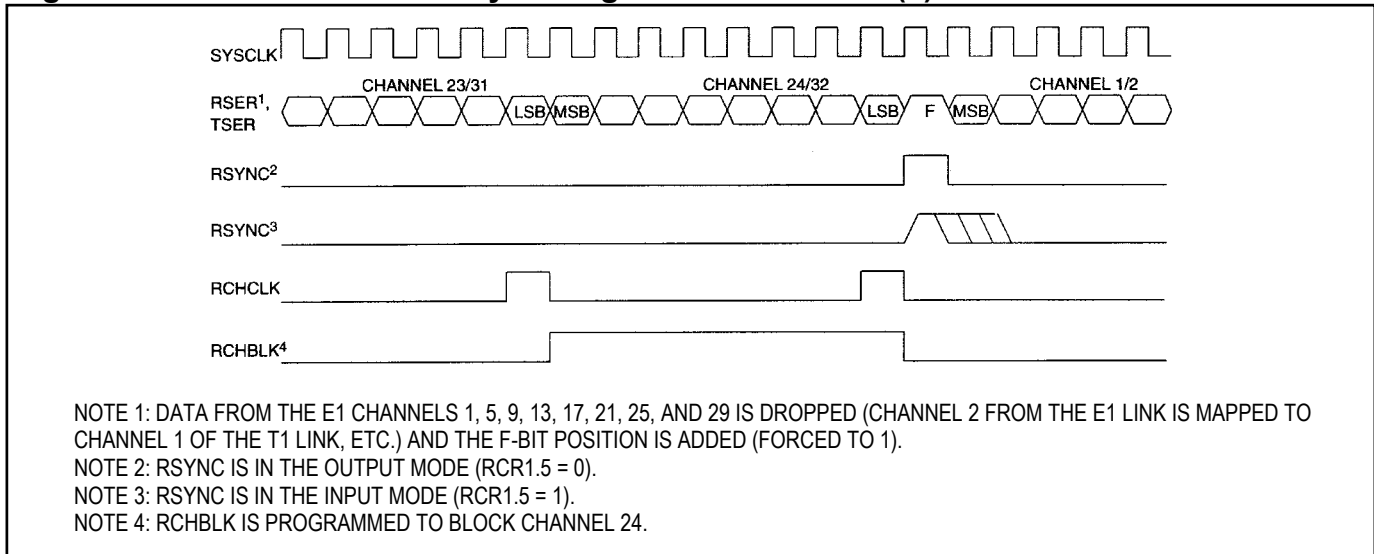 SYSCLK
CHANNEL 23/31 CHANNEL 24/32 CHANNEL 1/2
RSER1,
TSER
LSB MSB LSB F MSB
RSYNC2
RSYNC3
RCHCLK
RCHBLK4
NOTE 1: DATA FROM THE E1 CHANNELS 1, 5, 9, 13, 17, 21, 25, AND 29 IS DROPPED (CHANNEL 2 FROM THE E1 LINK IS MAPPED TO
CHANNEL 1 OF THE T1 LINK, ETC.) AND THE F-BIT POSITION IS ADDED (FORCED TO 1).
NOTE 2: RSYNC IS IN THE OUTPUT MODE (RCR1.5 = 0).
NOTE 3: RSYNC IS IN THE INPUT MODE (RCR1.5 = 1).
NOTE 4: RCHBLK IS PROGRAMMED TO BLOCK CHANNEL 24.